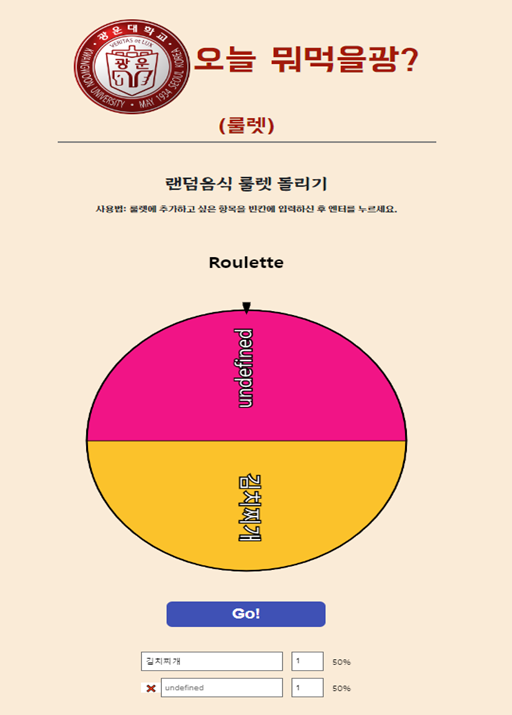 광운대학교
VERITAS et LUX
광운
KWANGWOON UNIVERSITY • MAY 1934 SEOUL KOREA
오늘 뭐먹을광?
(룰렛)
랜덤음식 룰렛 돌리기
사용법: 룰렛에 추가하고 싶은 항목을 빈칸에 입력하신 후 엔터를 누르세요.
Roulette
undefined
김치찌개
Go!
김치찌개 1 50%
undefined 1 50%